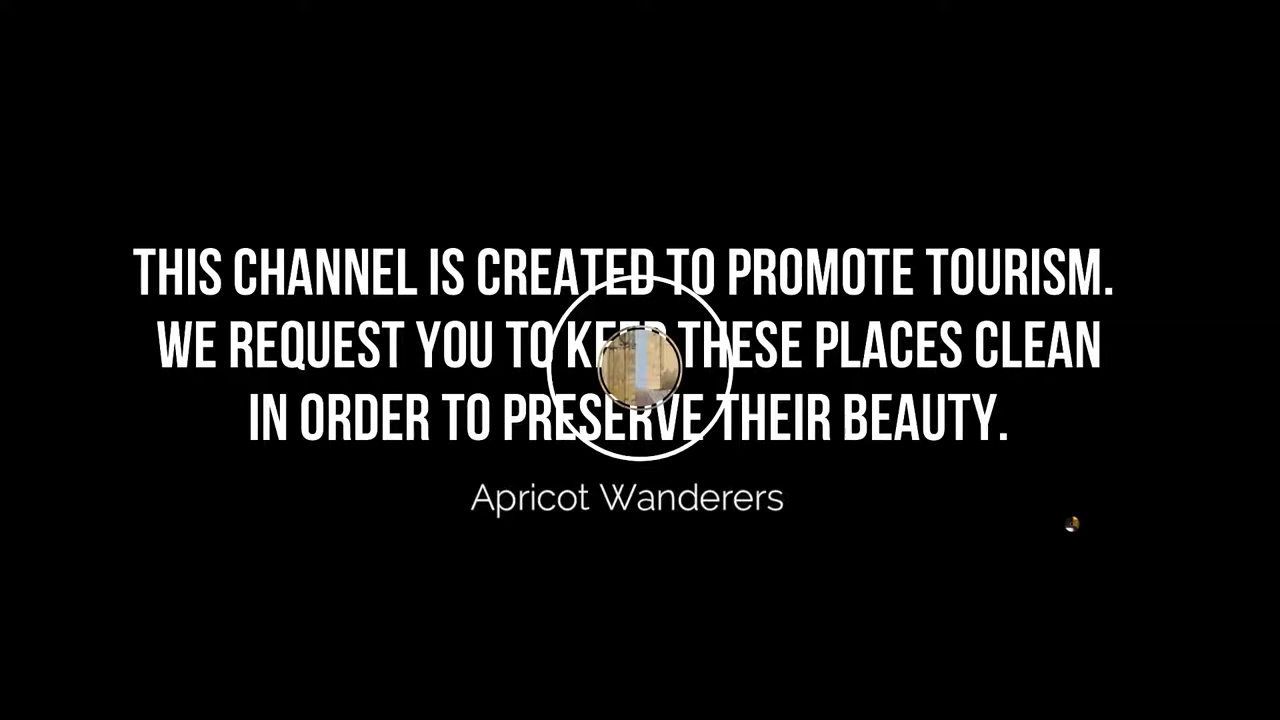 THIS CHANNEL IS CREATED TO PROMOTE TOURISM.
WE REQUEST YOU TO KEEP THESE PLACES CLEAN
IN ORDER TO PRESERVE THEIR BEAUTY.
Apricot Wanderers